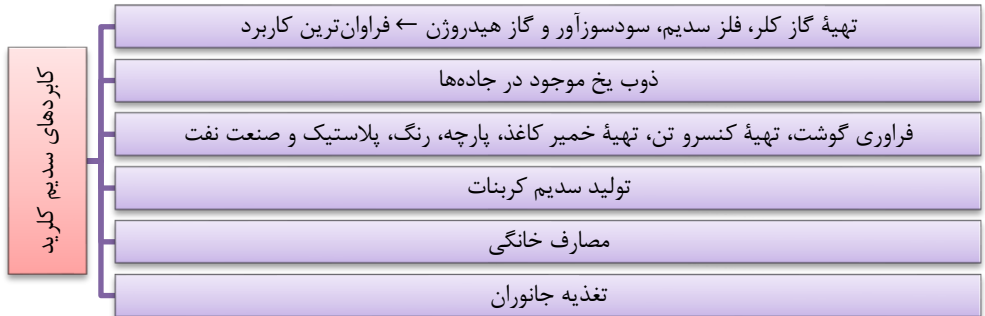 کابردهای سدیم کلرید
تهیهٔ گاز کلر، فلز سدیم، سودسوزآور و گاز هیدروژن ← فراوان‌ترین کاربرد
ذوب یخ موجود در جاده‌ها
فراوری گوشت، تهیهٔ کنسرو تن، تهیهٔ خمیر کاغذ، پارچه، رنگ، پلاستیک و صنعت نفت
تولید سدیم کربنات
مصارف خانگی
تغذیه جانوران